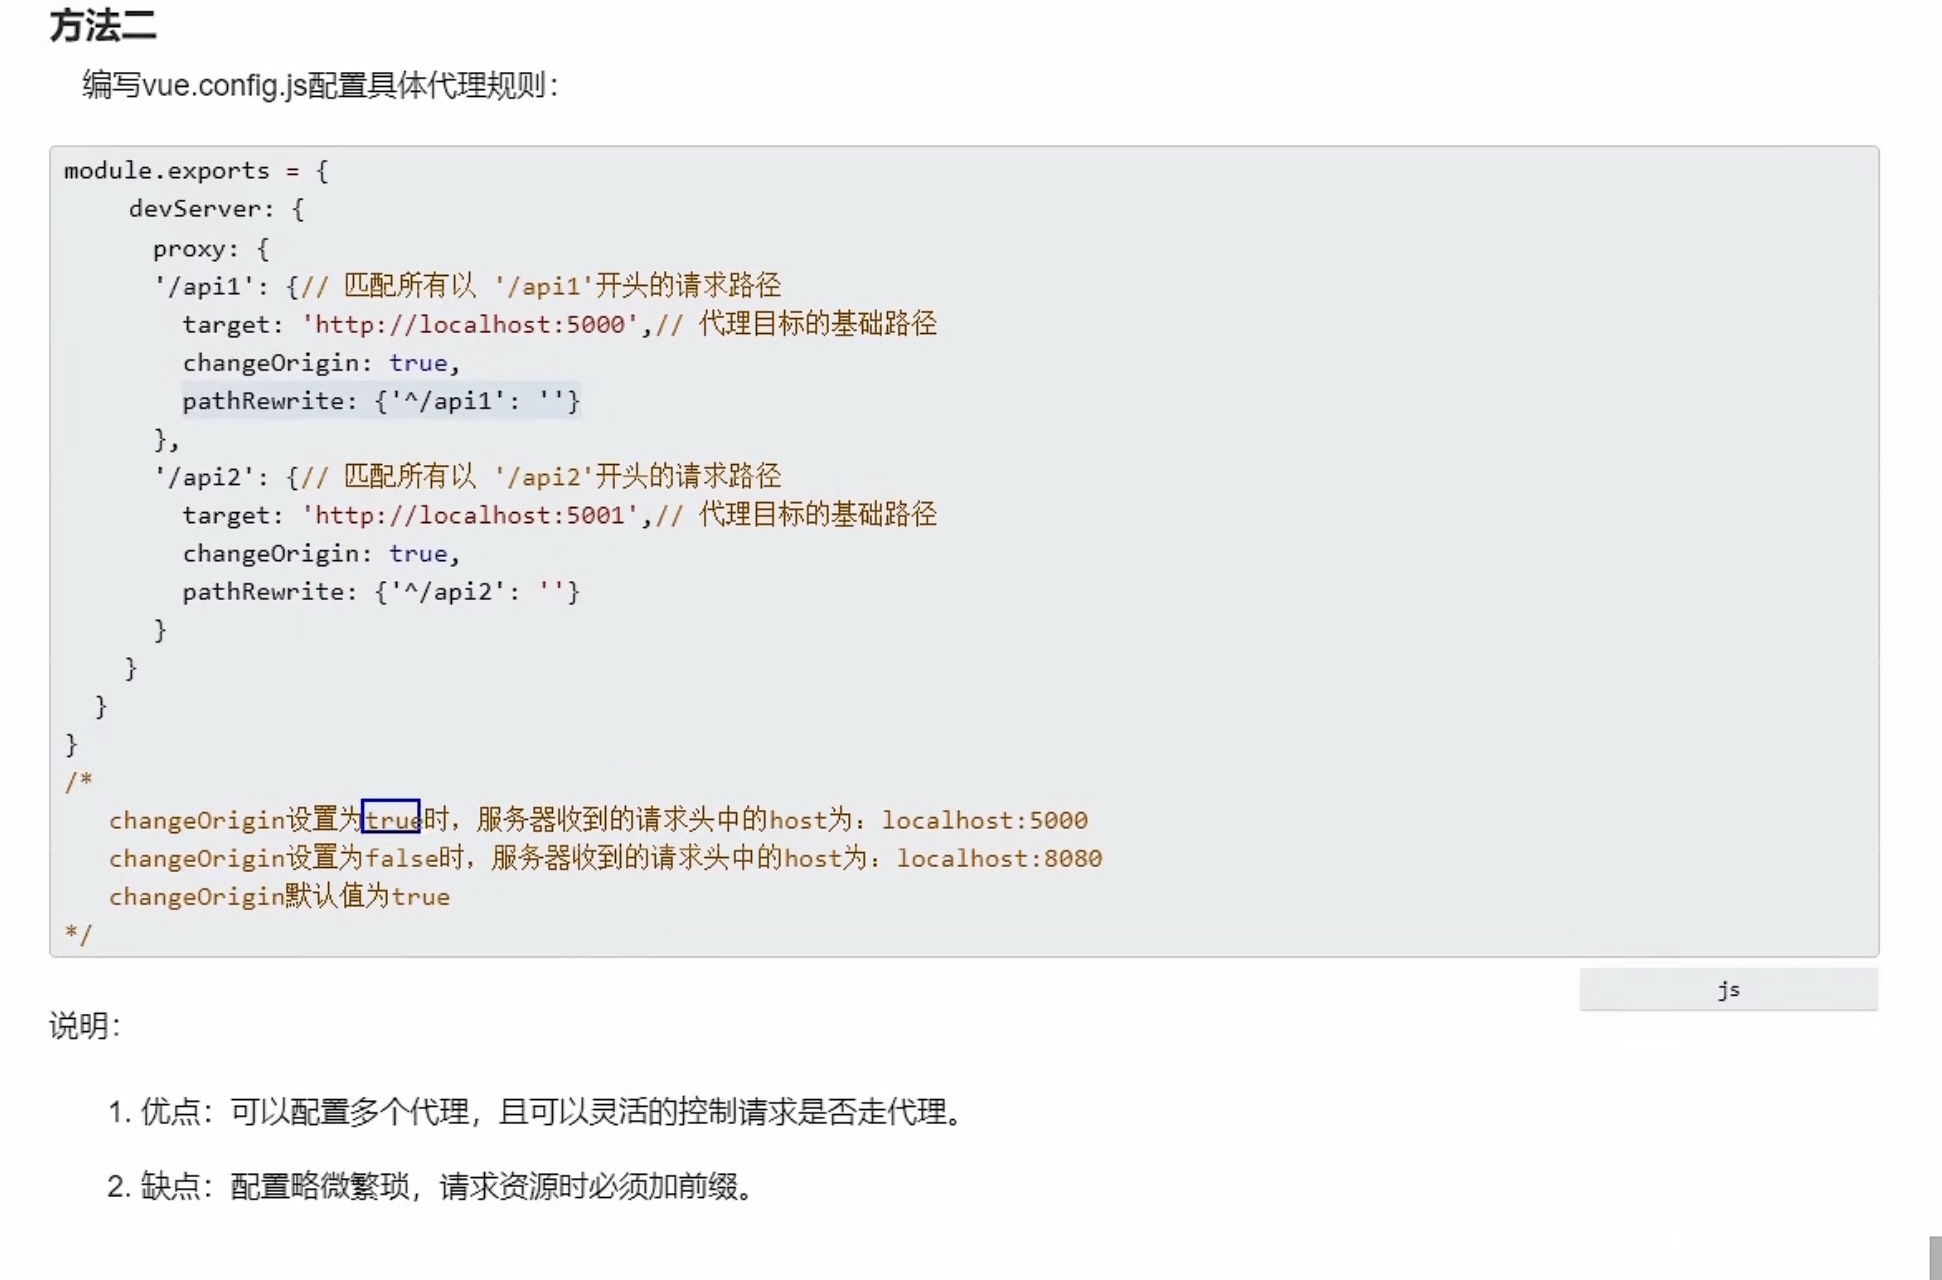 方法二
编写vue.config.js配置具体代理规则：
module.exports = {
devServer: {
proxy: {
'/api1': {// 匹配所有以 '/api1'开头的请求路径
target: 'http://localhost:5000',// 代理目标的基础路径
changeOrigin: true,
pathRewrite: {'^/api1': ''}
},
'/api2': {// 匹配所有以 '/api2'开头的请求路径
target: 'http://localhost:5001',// 代理目标的基础路径
changeOrigin: true,
pathRewrite: {'^/api2': ''}
}
}
}
}
/*
changeOrigin设置为true时，服务器收到的请求头中的host为：localhost:5000
changeOrigin设置为false时，服务器收到的请求头中的host为：localhost:8080
changeOrigin默认值为true
*/
js
说明：
1. 优点：可以配置多个代理，且可以灵活的控制请求是否走代理。
2. 缺点：配置略微繁琐，请求资源时必须加前缀。